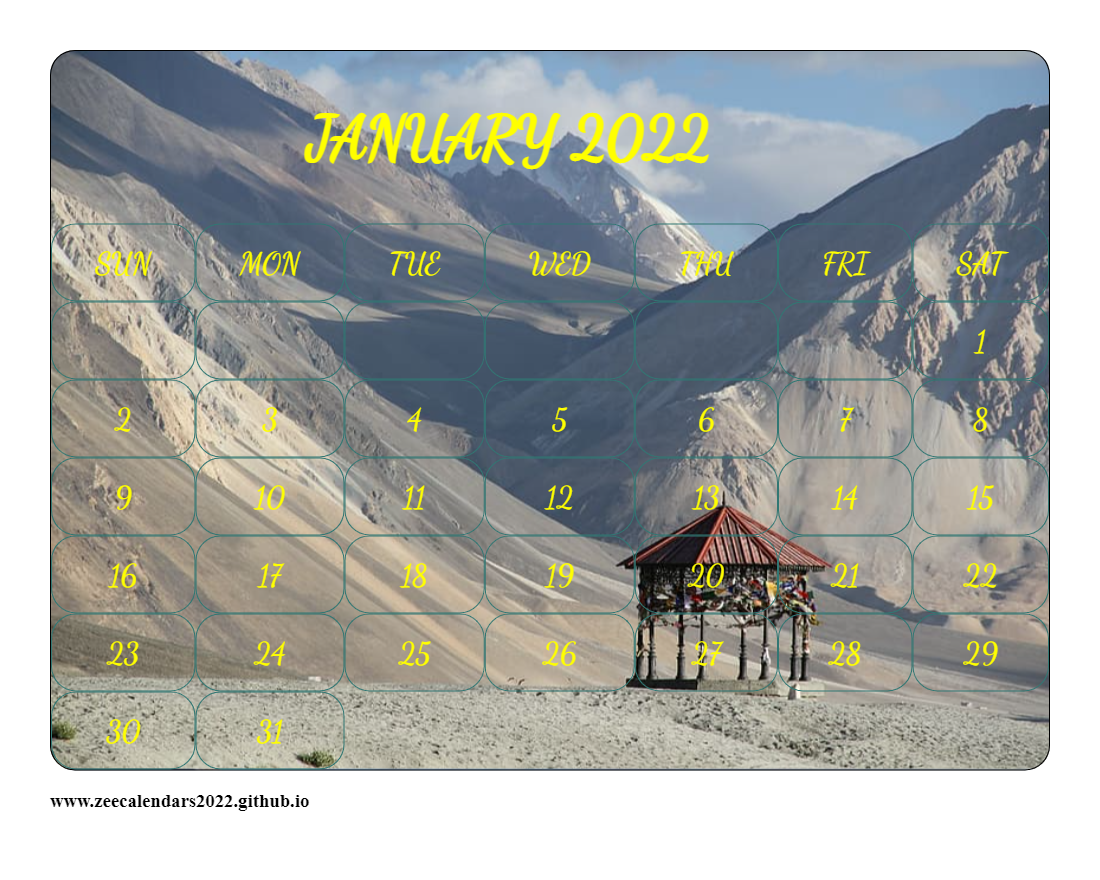 JANUARY 2022
SUN MON TUE WED THU FRI SAT
1
2 3 4 5 6 7 8
9 10 11 12 13 14 15
16 17 18 19 20 21 22
23 24 25 26 27 28 29
30 31
www.zeecalendars2022.github.io